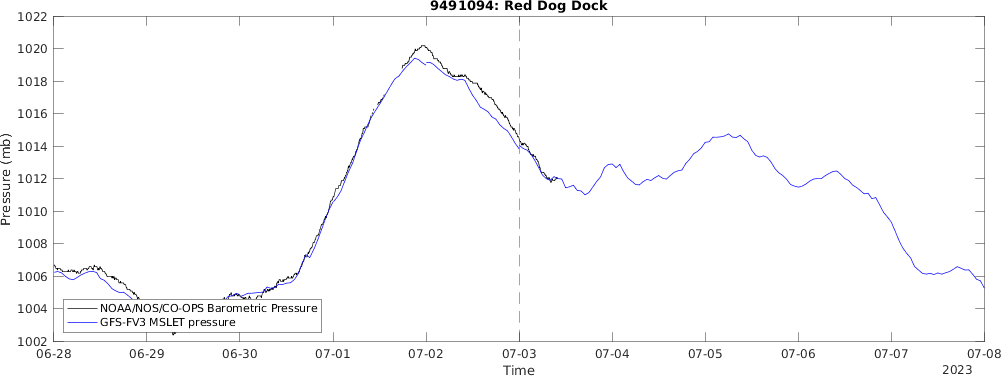 9491094: Red Dog Dock
1022
1020
1018
1016
1014
1012
1010
1008
1006
1004
1002
Pressure (mb)
NOAA/NOS/CO-OPS Barometric Pressure
GFS-FV3 MSLET pressure
06-28 06-29 06-30 07-01 07-02 07-03 07-04 07-05 07-06 07-07 07-08
Time
2023